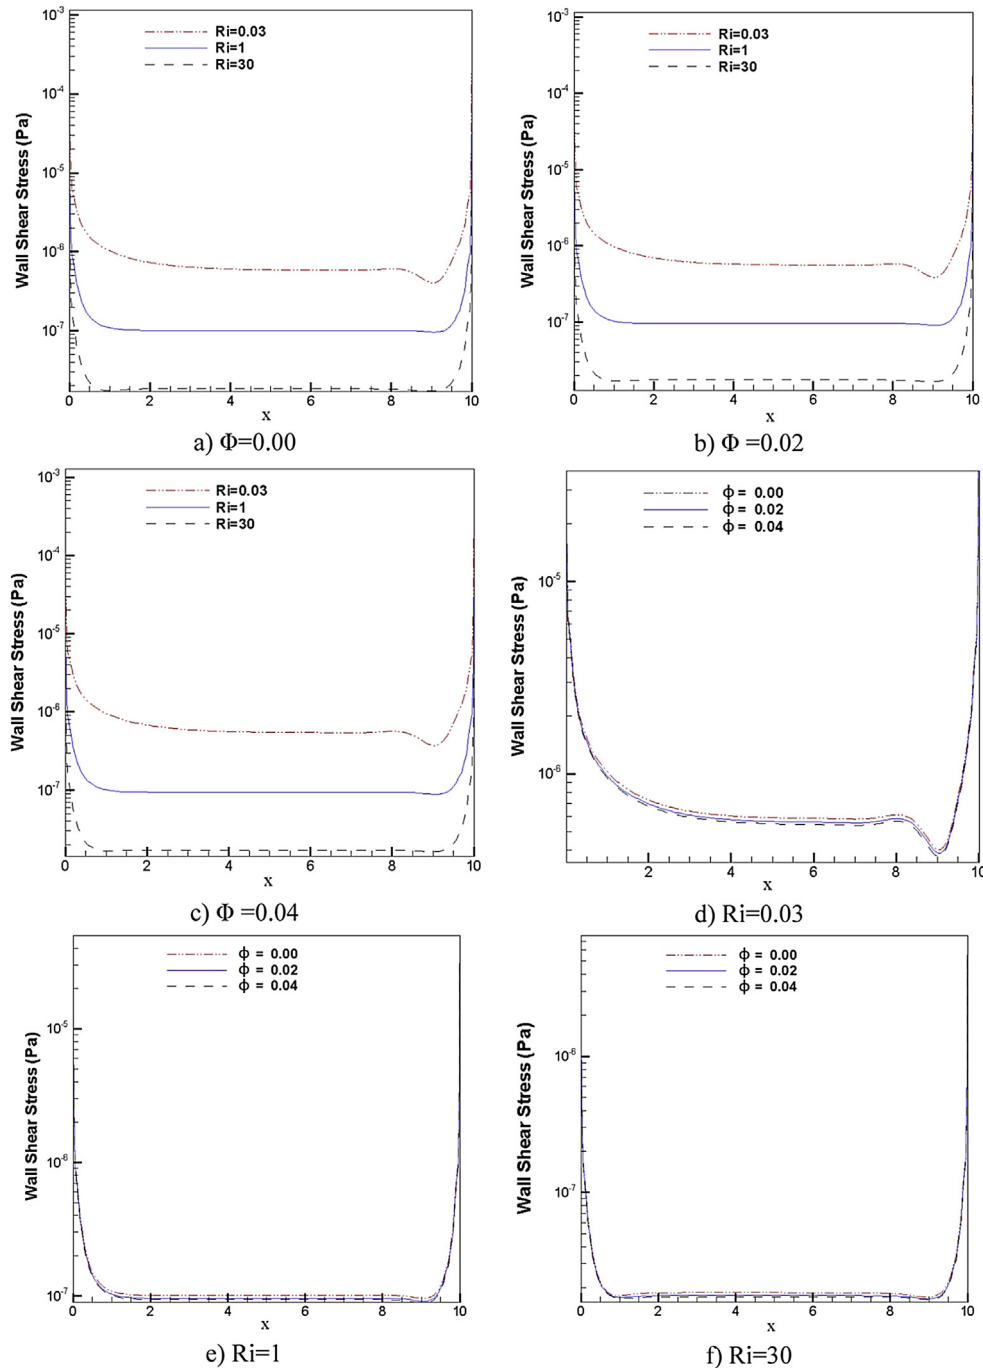 10⁻³
Ri=0.03
Ri=1
Ri=30
10⁻⁴
10⁻⁵
10⁻⁶
10⁻⁷
Wall Shear Stress (Pa)
0 2 4 6 8 10
x
a) Φ=0.00
10⁻³
Ri=0.03
Ri=1
Ri=30
10⁻⁴
10⁻⁵
10⁻⁶
10⁻⁷
Wall Shear Stress (Pa)
0 2 4 6 8 10
x
b) Φ =0.02
10⁻³
Ri=0.03
Ri=1
Ri=30
10⁻⁴
10⁻⁵
10⁻⁶
10⁻⁷
Wall Shear Stress (Pa)
0 2 4 6 8 10
x
c) Φ =0.04
ϕ = 0.00
ϕ = 0.02
ϕ = 0.04
10⁻⁵
10⁻⁶
Wall Shear Stress (Pa)
2 4 6 8 10
x
d) Ri=0.03
ϕ = 0.00
ϕ = 0.02
ϕ = 0.04
10⁻⁵
10⁻⁶
10⁻⁷
Wall Shear Stress (Pa)
0 2 4 6 8 10
x
e) Ri=1
ϕ = 0.00
ϕ = 0.02
ϕ = 0.04
10⁻⁶
10⁻⁷
Wall Shear Stress (Pa)
0 2 4 6 8 10
x
f) Ri=30